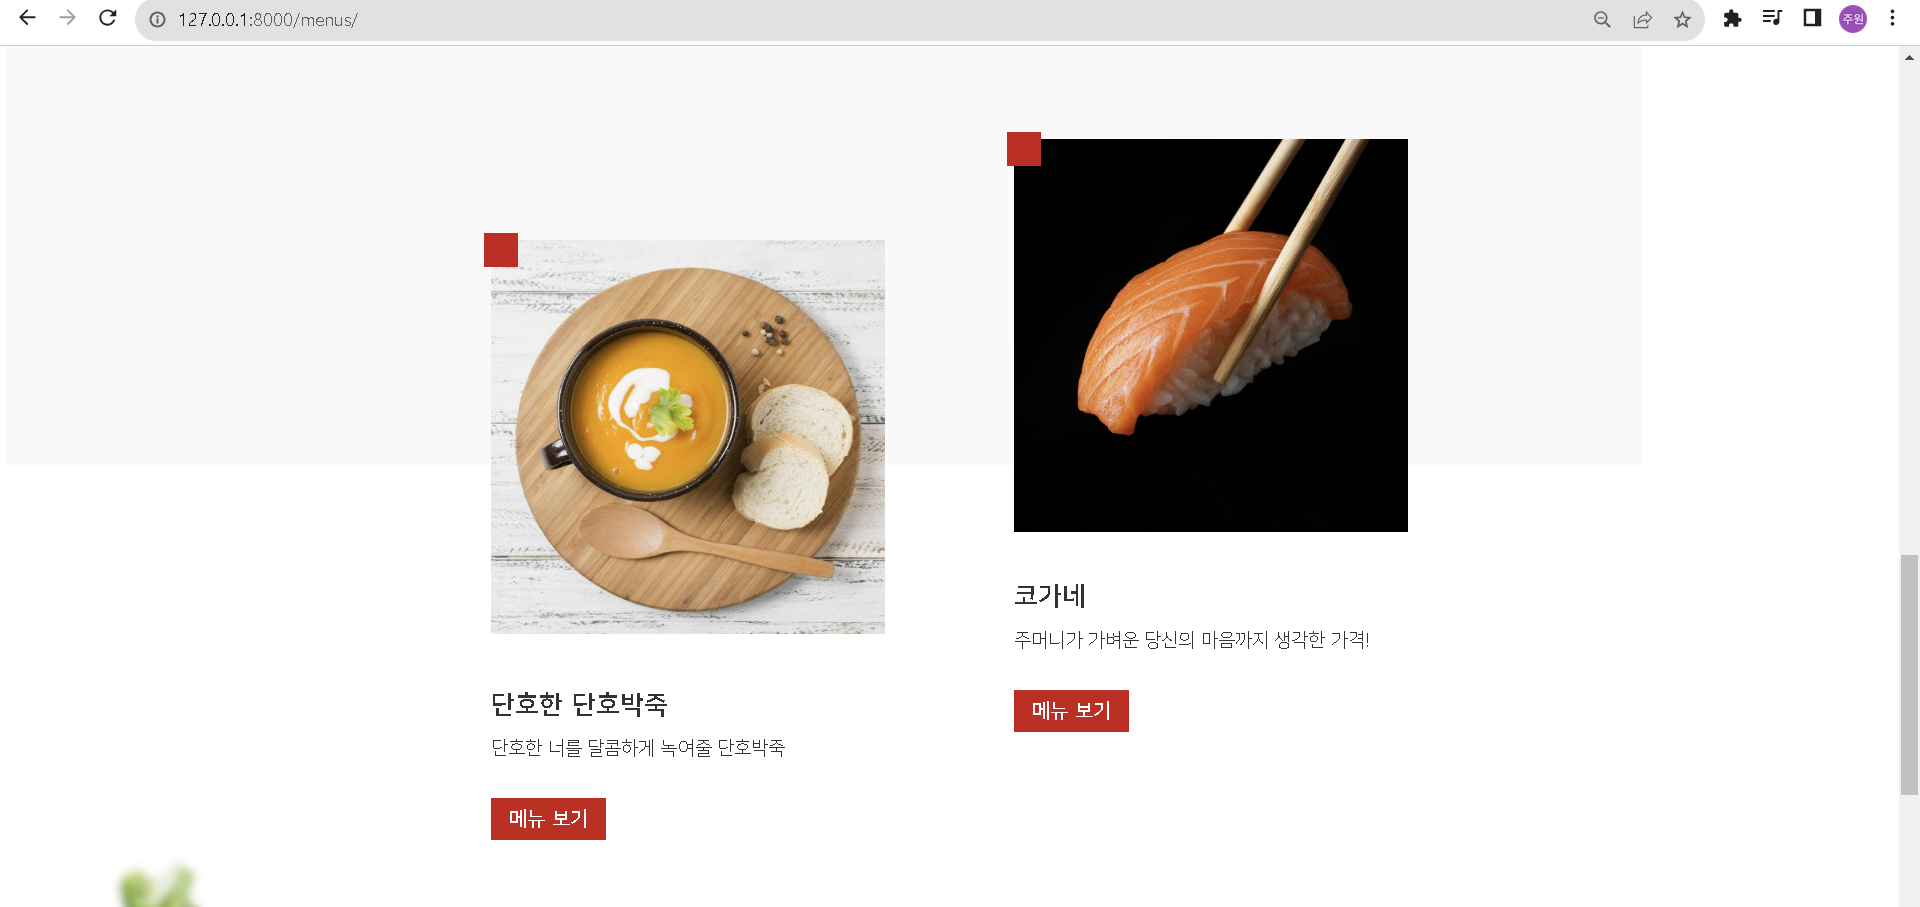 127.0.0.1:8000/menus/
주원
코가네
주머니가 가벼운 당신의 마음까지 생각한 가격!
메뉴 보기
단호한 단호박죽
단호한 너를 달콤하게 녹여줄 단호박죽
메뉴 보기